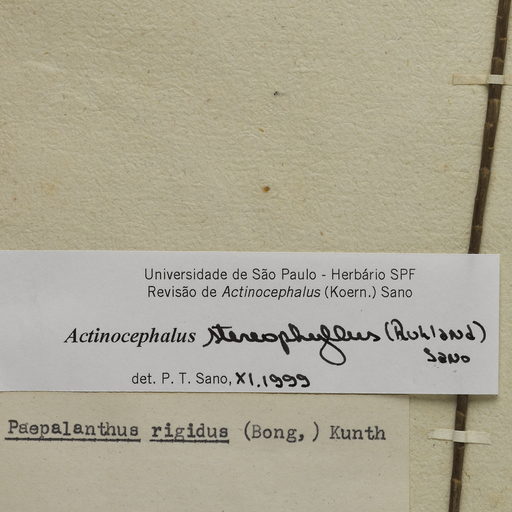 Universidade de São Paulo - Herbário SPF
Revisão de Actinocephalus (Koern.) Sano
Actinocephalus stereophyllus (Ruhland)
Sano
det. P. T. Sano, XI.1999
Paepalanthus rigidus (Bong,) Kunth